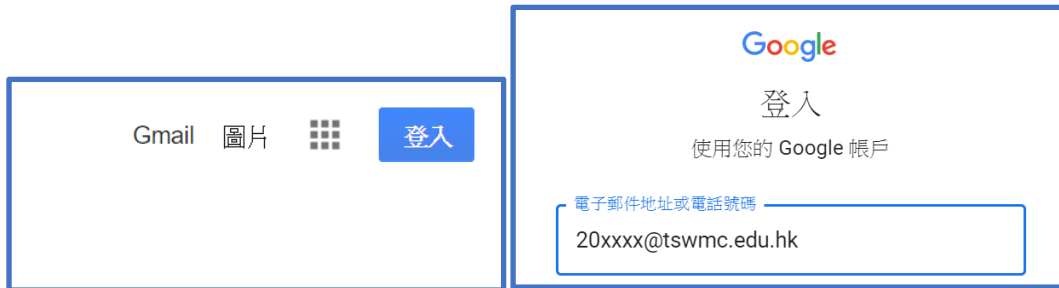 Gmail 圖片 登入
Google
登入
使用您的 Google 帳戶
電子郵件地址或電話號碼
20xxxx@tswmc.edu.hk